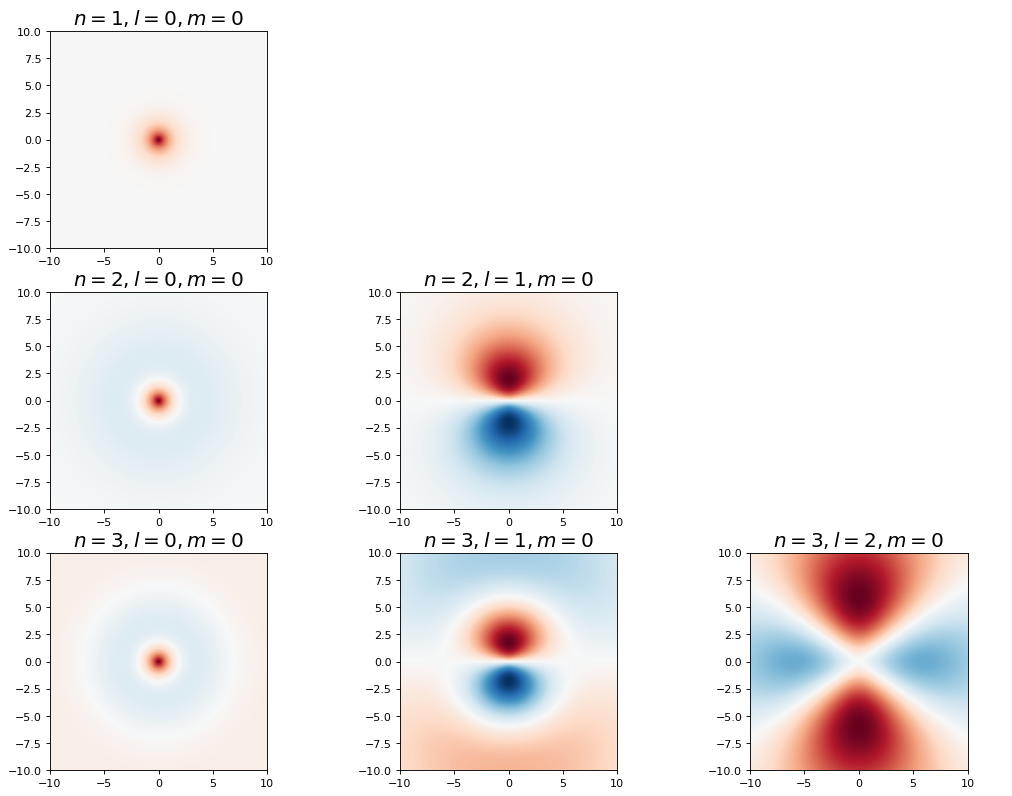 n = 1, l = 0, m = 0
10.0
7.5
5.0
2.5
0.0
−2.5
−5.0
−7.5
−10.0
−10 −5 0 5 10
n = 2, l = 0, m = 0 n = 2, l = 1, m = 0
10.0 10.0
7.5 7.5
5.0 5.0
2.5 2.5
0.0 0.0
−2.5 −2.5
−5.0 −5.0
−7.5 −7.5
−10.0 −10.0
−10 −5 0 5 10 −10 −5 0 5 10
n = 3, l = 0, m = 0 n = 3, l = 1, m = 0 n = 3, l = 2, m = 0
10.0 10.0 10.0
7.5 7.5 7.5
5.0 5.0 5.0
2.5 2.5 2.5
0.0 0.0 0.0
−2.5 −2.5 −2.5
−5.0 −5.0 −5.0
−7.5 −7.5 −7.5
−10.0 −10.0 −10.0
−10 −5 0 5 10 −10 −5 0 5 10 −10 −5 0 5 10